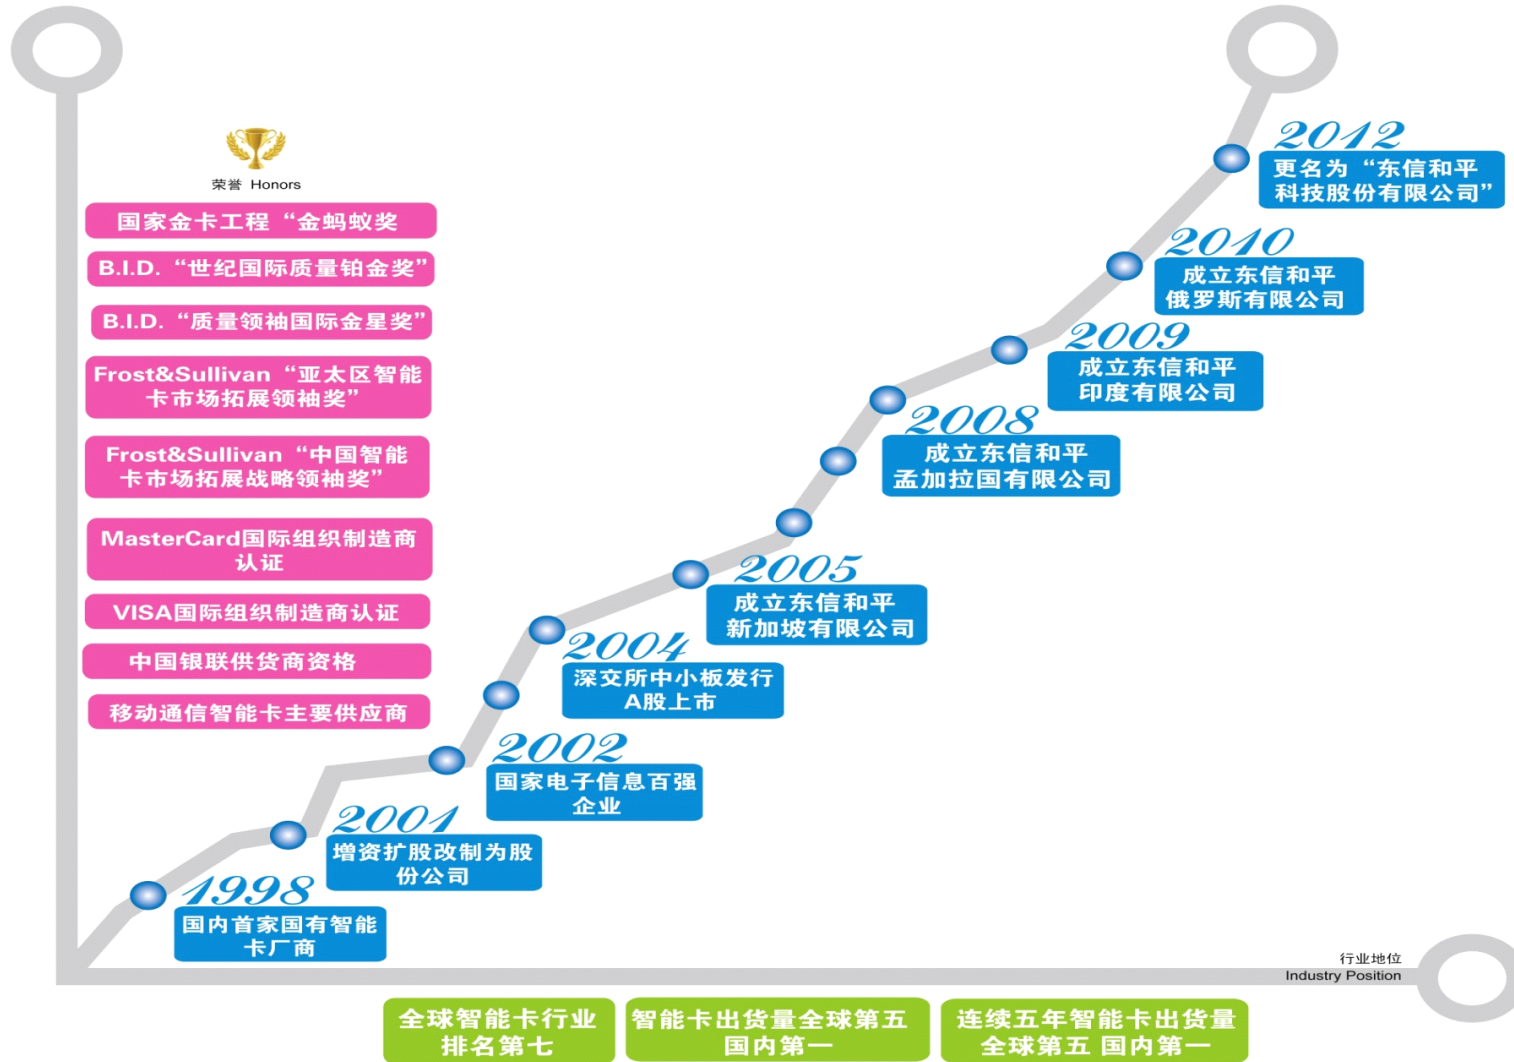 荣誉 Honors
国家金卡工程“金蚂蚁奖
B.I.D.“世纪国际质量铂金奖”
B.I.D.“质量领袖国际金星奖”
Frost&Sullivan“亚太区智能
卡市场拓展领袖奖”
Frost&Sullivan“中国智能
卡市场拓展战略领袖奖”
MasterCard国际组织制造商
认证
VISA国际组织制造商认证
中国银联供货商资格
移动通信智能卡主要供应商
2012
更名为“东信和平
科技股份有限公司”
2010
成立东信和平
俄罗斯有限公司
2009
成立东信和平
印度有限公司
2008
成立东信和平
孟加拉国有限公司
2005
成立东信和平
新加坡有限公司
2004
深交所中小板发行
A股上市
2002
国家电子信息百强
企业
2001
增资扩股改制为股
份公司
1998
国内首家国有智能
卡厂商
行业地位
Industry Position
全球智能卡行业
排名第七
智能卡出货量全球第五
国内第一
连续五年智能卡出货量
全球第五 国内第一